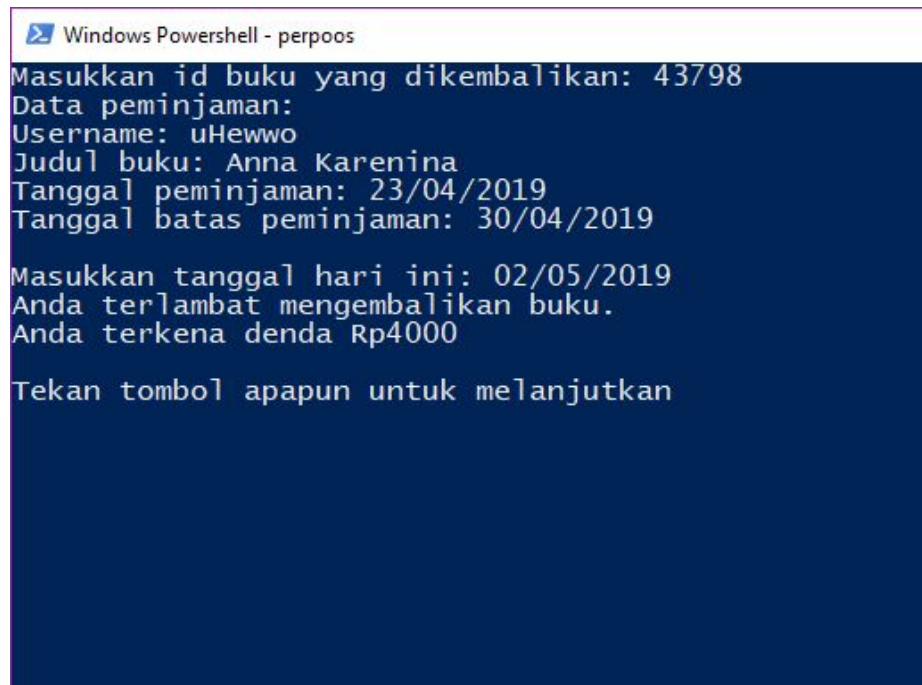 Windows Powershell - perpoos
Masukkan id buku yang dikembalikan: 43798
Data peminjaman:
Username: uHewwo
Judul buku: Anna Karenina
Tanggal peminjaman: 23/04/2019
Tanggal batas peminjaman: 30/04/2019
Masukkan tanggal hari ini: 02/05/2019
Anda terlambat mengembalikan buku.
Anda terkena denda Rp4000
Tekan tombol apapun untuk melanjutkan